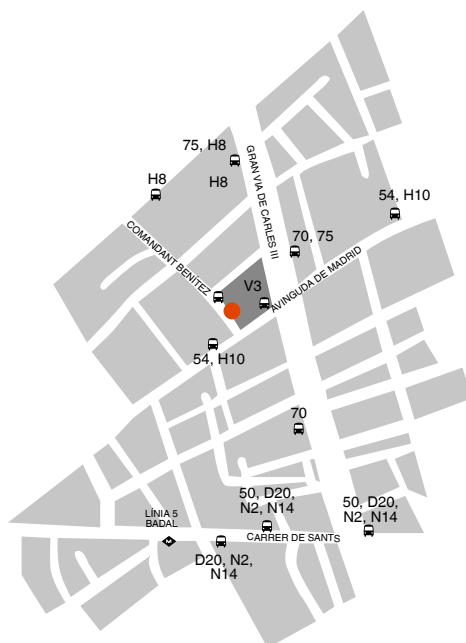 75, H8
H8
H8
GRAN VIA DE CARLES III
54, H10
COMANDANT BENÍTEZ
70, 75
V3
AVINGUDA DE MADRID
54, H10
70
LÍNIA 5
BADAL
50, D20,
N2, N14
50, D20,
N2, N14
CARRER DE SANTS
D20, N2,
N14